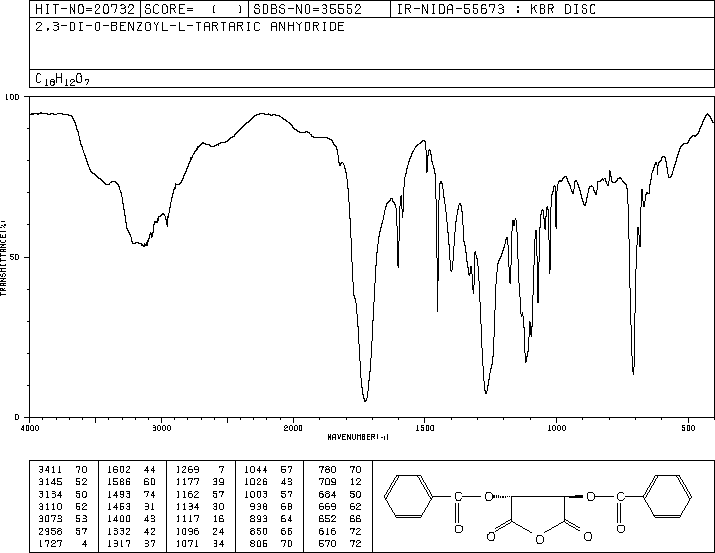 HIT-NO=20732 SCORE= ( ) SDBS-NO=35552 IR-NIDA-55673 : KBR DISC
2,3-DI-O-BENZOYL-L-TARTARIC ANHYDRIDE
C18H12O7
100
50
0
TRANSMITTANCE(%)
4000 3000 2000 1500 1000 500
WAVENUMBER(-1)
3411 70 1602 44 1269 7 1044 57 780 70
3145 52 1586 60 1177 39 1026 43 709 12
3134 50 1493 74 1162 57 1003 57 684 50
3110 52 1453 31 1134 30 938 68 669 62
3073 53 1400 43 1117 16 893 64 652 66
2958 57 1332 42 1096 24 850 66 616 72
1727 4 1317 37 1071 34 806 70 570 72
C O O C
O O O O O